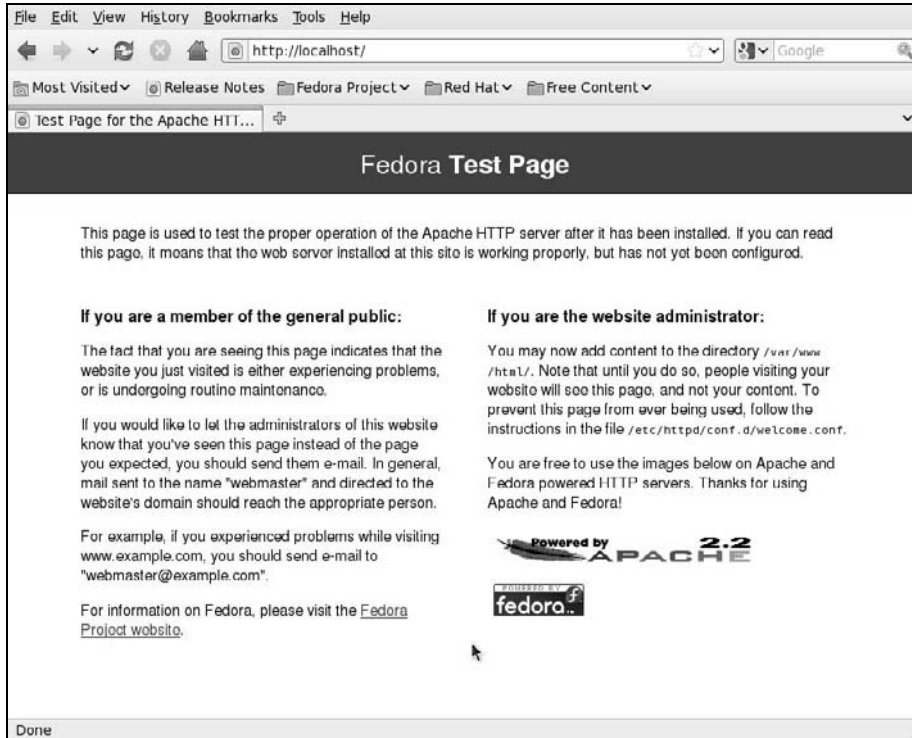 File Edit View History Bookmarks Tools Help
http://localhost/
Google
Most Visited Release Notes Fedora Project Red Hat Free Content
Test Page for the Apache HTT...
Fedora Test Page
This page is used to test the proper operation of the Apache HTTP server after it has been installed. If you can read
this page, it means that the web server installed at this site is working properly, but has not yet been configured.
If you are a member of the general public:
The fact that you are seeing this page indicates that the
website you just visited is either experiencing problems,
or is undergoing routine maintenance.
If you would like to let the administrators of this website
know that you've seen this page instead of the page
you expected, you should send them e-mail. In general,
mail sent to the name "webmaster" and directed to the
website's domain should reach the appropriate person.
For example, if you experienced problems while visiting
www.example.com, you should send e-mail to
"webmaster@example.com".
For information on Fedora, please visit the Fedora
Project website.
If you are the website administrator:
You may now add content to the directory /var/www
/html/. Note that until you do so, people visiting your
website will see this page, and not your content. To
prevent this page from ever being used, follow the
instructions in the file /etc/httpd/conf.d/welcome.conf.
You are free to use the images below on Apache and
Fedora powered HTTP servers. Thanks for using
Apache and Fedora!
Powered by APACHE 2.2
POWERED BY
fedora
Done